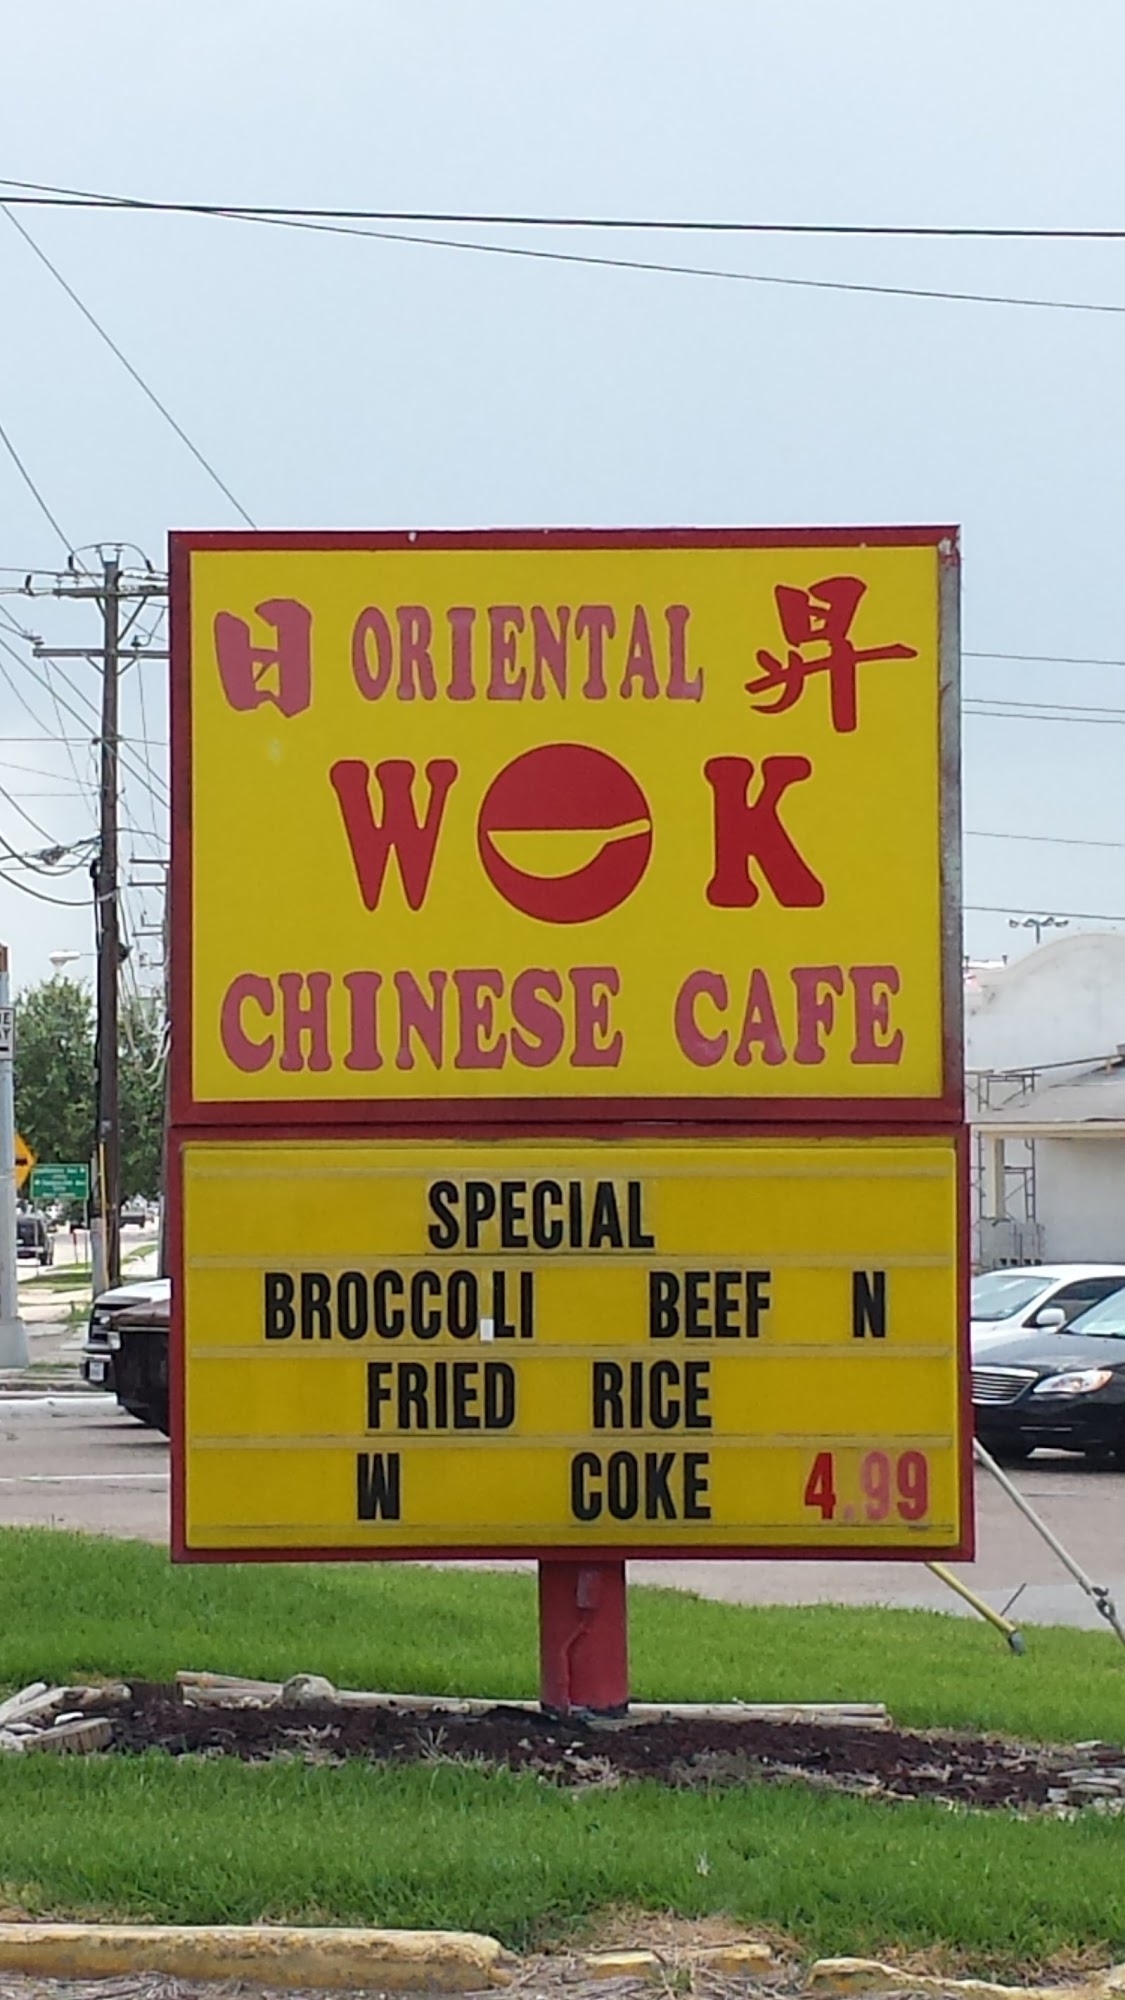 日 ORIENTAL 昇
WOK
CHINESE CAFE
SPECIAL
BROCCOLI BEEF N
FRIED RICE
W COKE 4.99